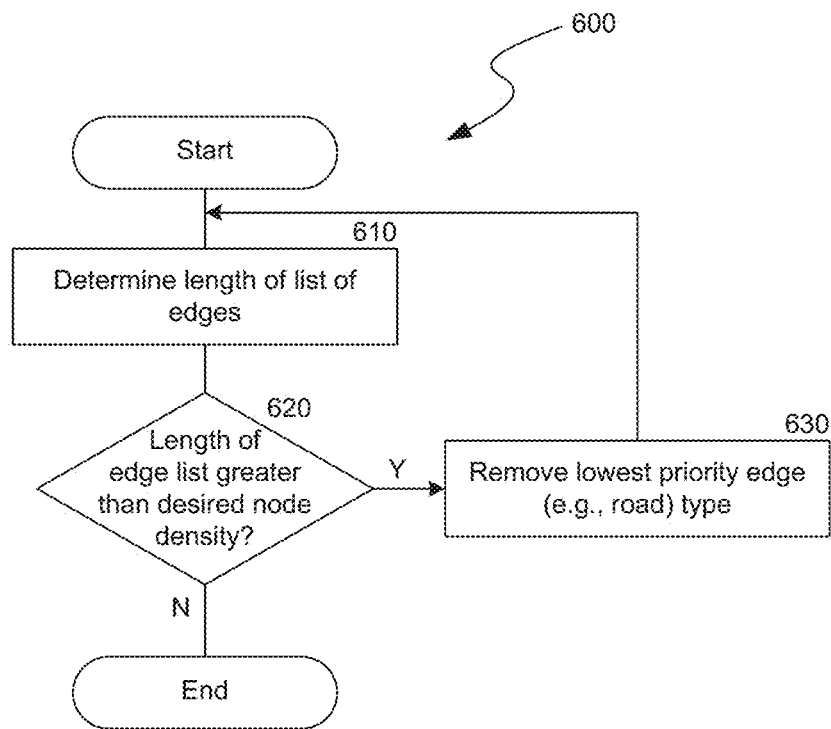 600
Start
610
Determine length of list of
edges
620
Length of
edge list greater
than desired node
density?
Y
630
Remove lowest priority edge
(e.g., road) type
N
End